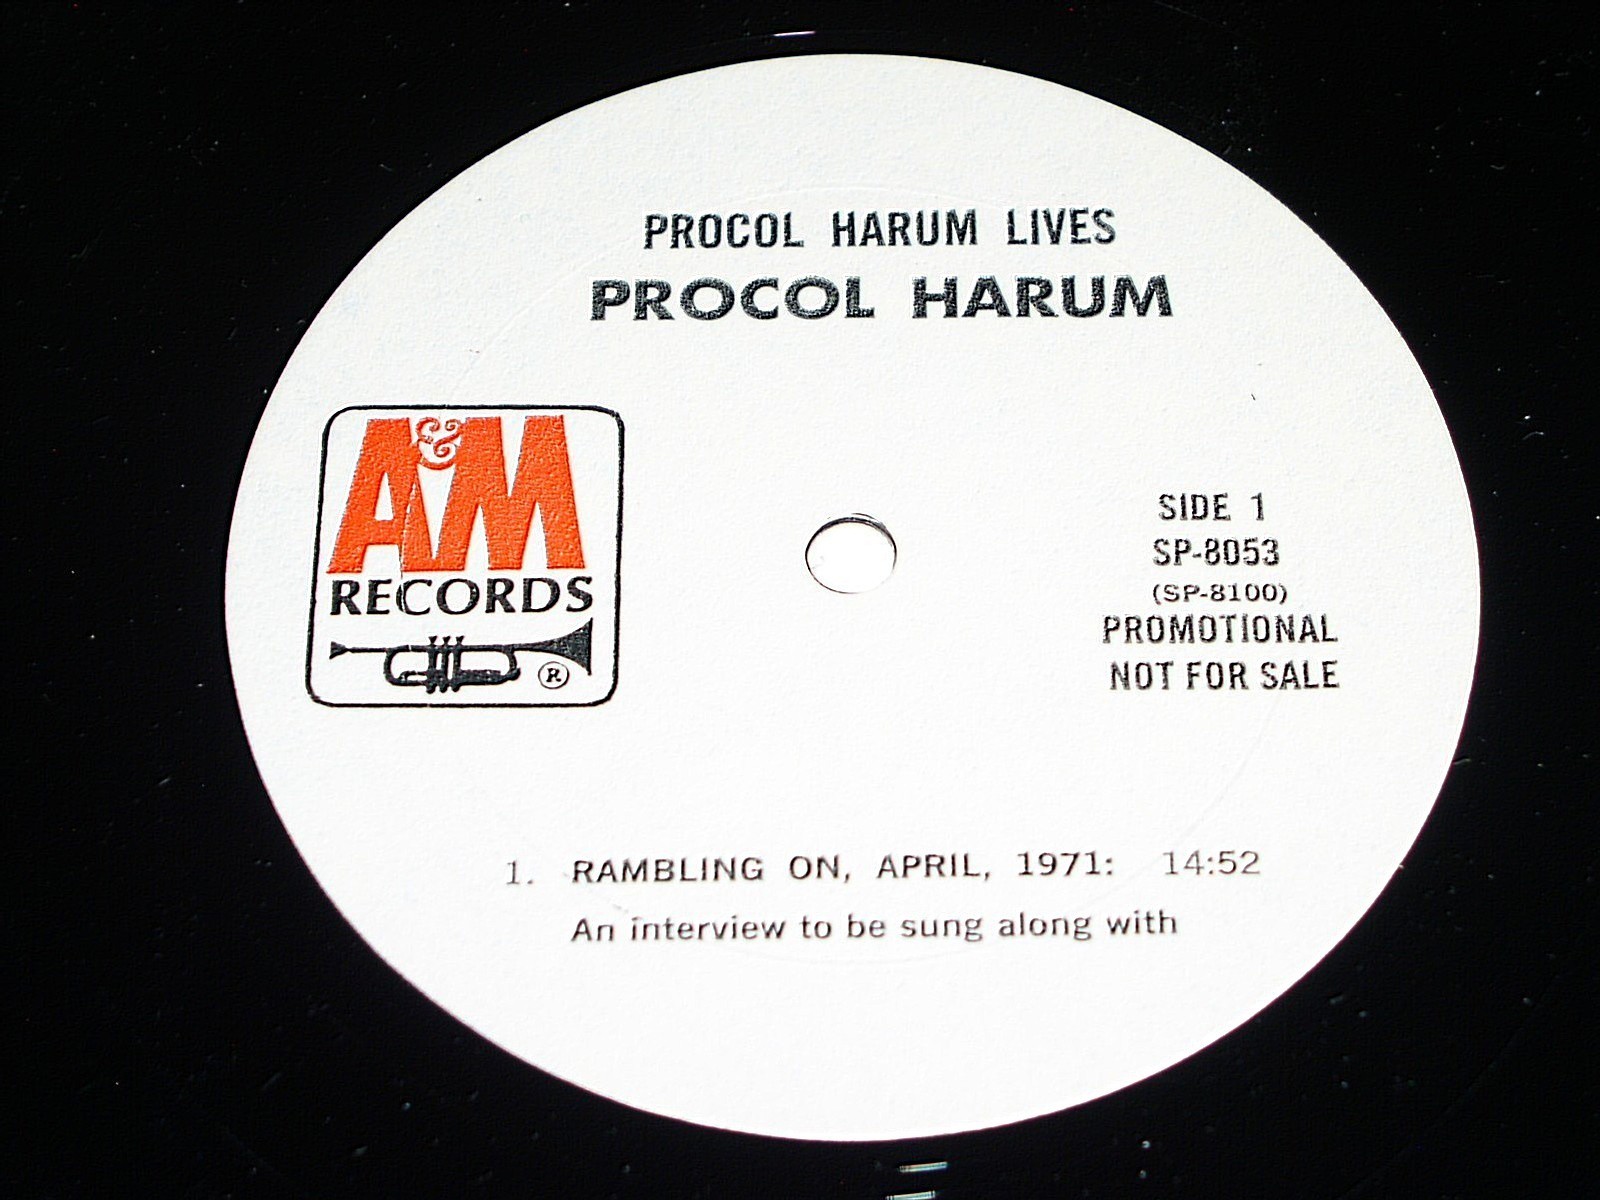 PROCOL HARUM LIVES
PROCOL HARUM
A&M
RECORDS
®
SIDE 1
SP-8053
(SP-8100)
PROMOTIONAL
NOT FOR SALE
1. RAMBLING ON, APRIL, 1971: 14:52
An interview to be sung along with